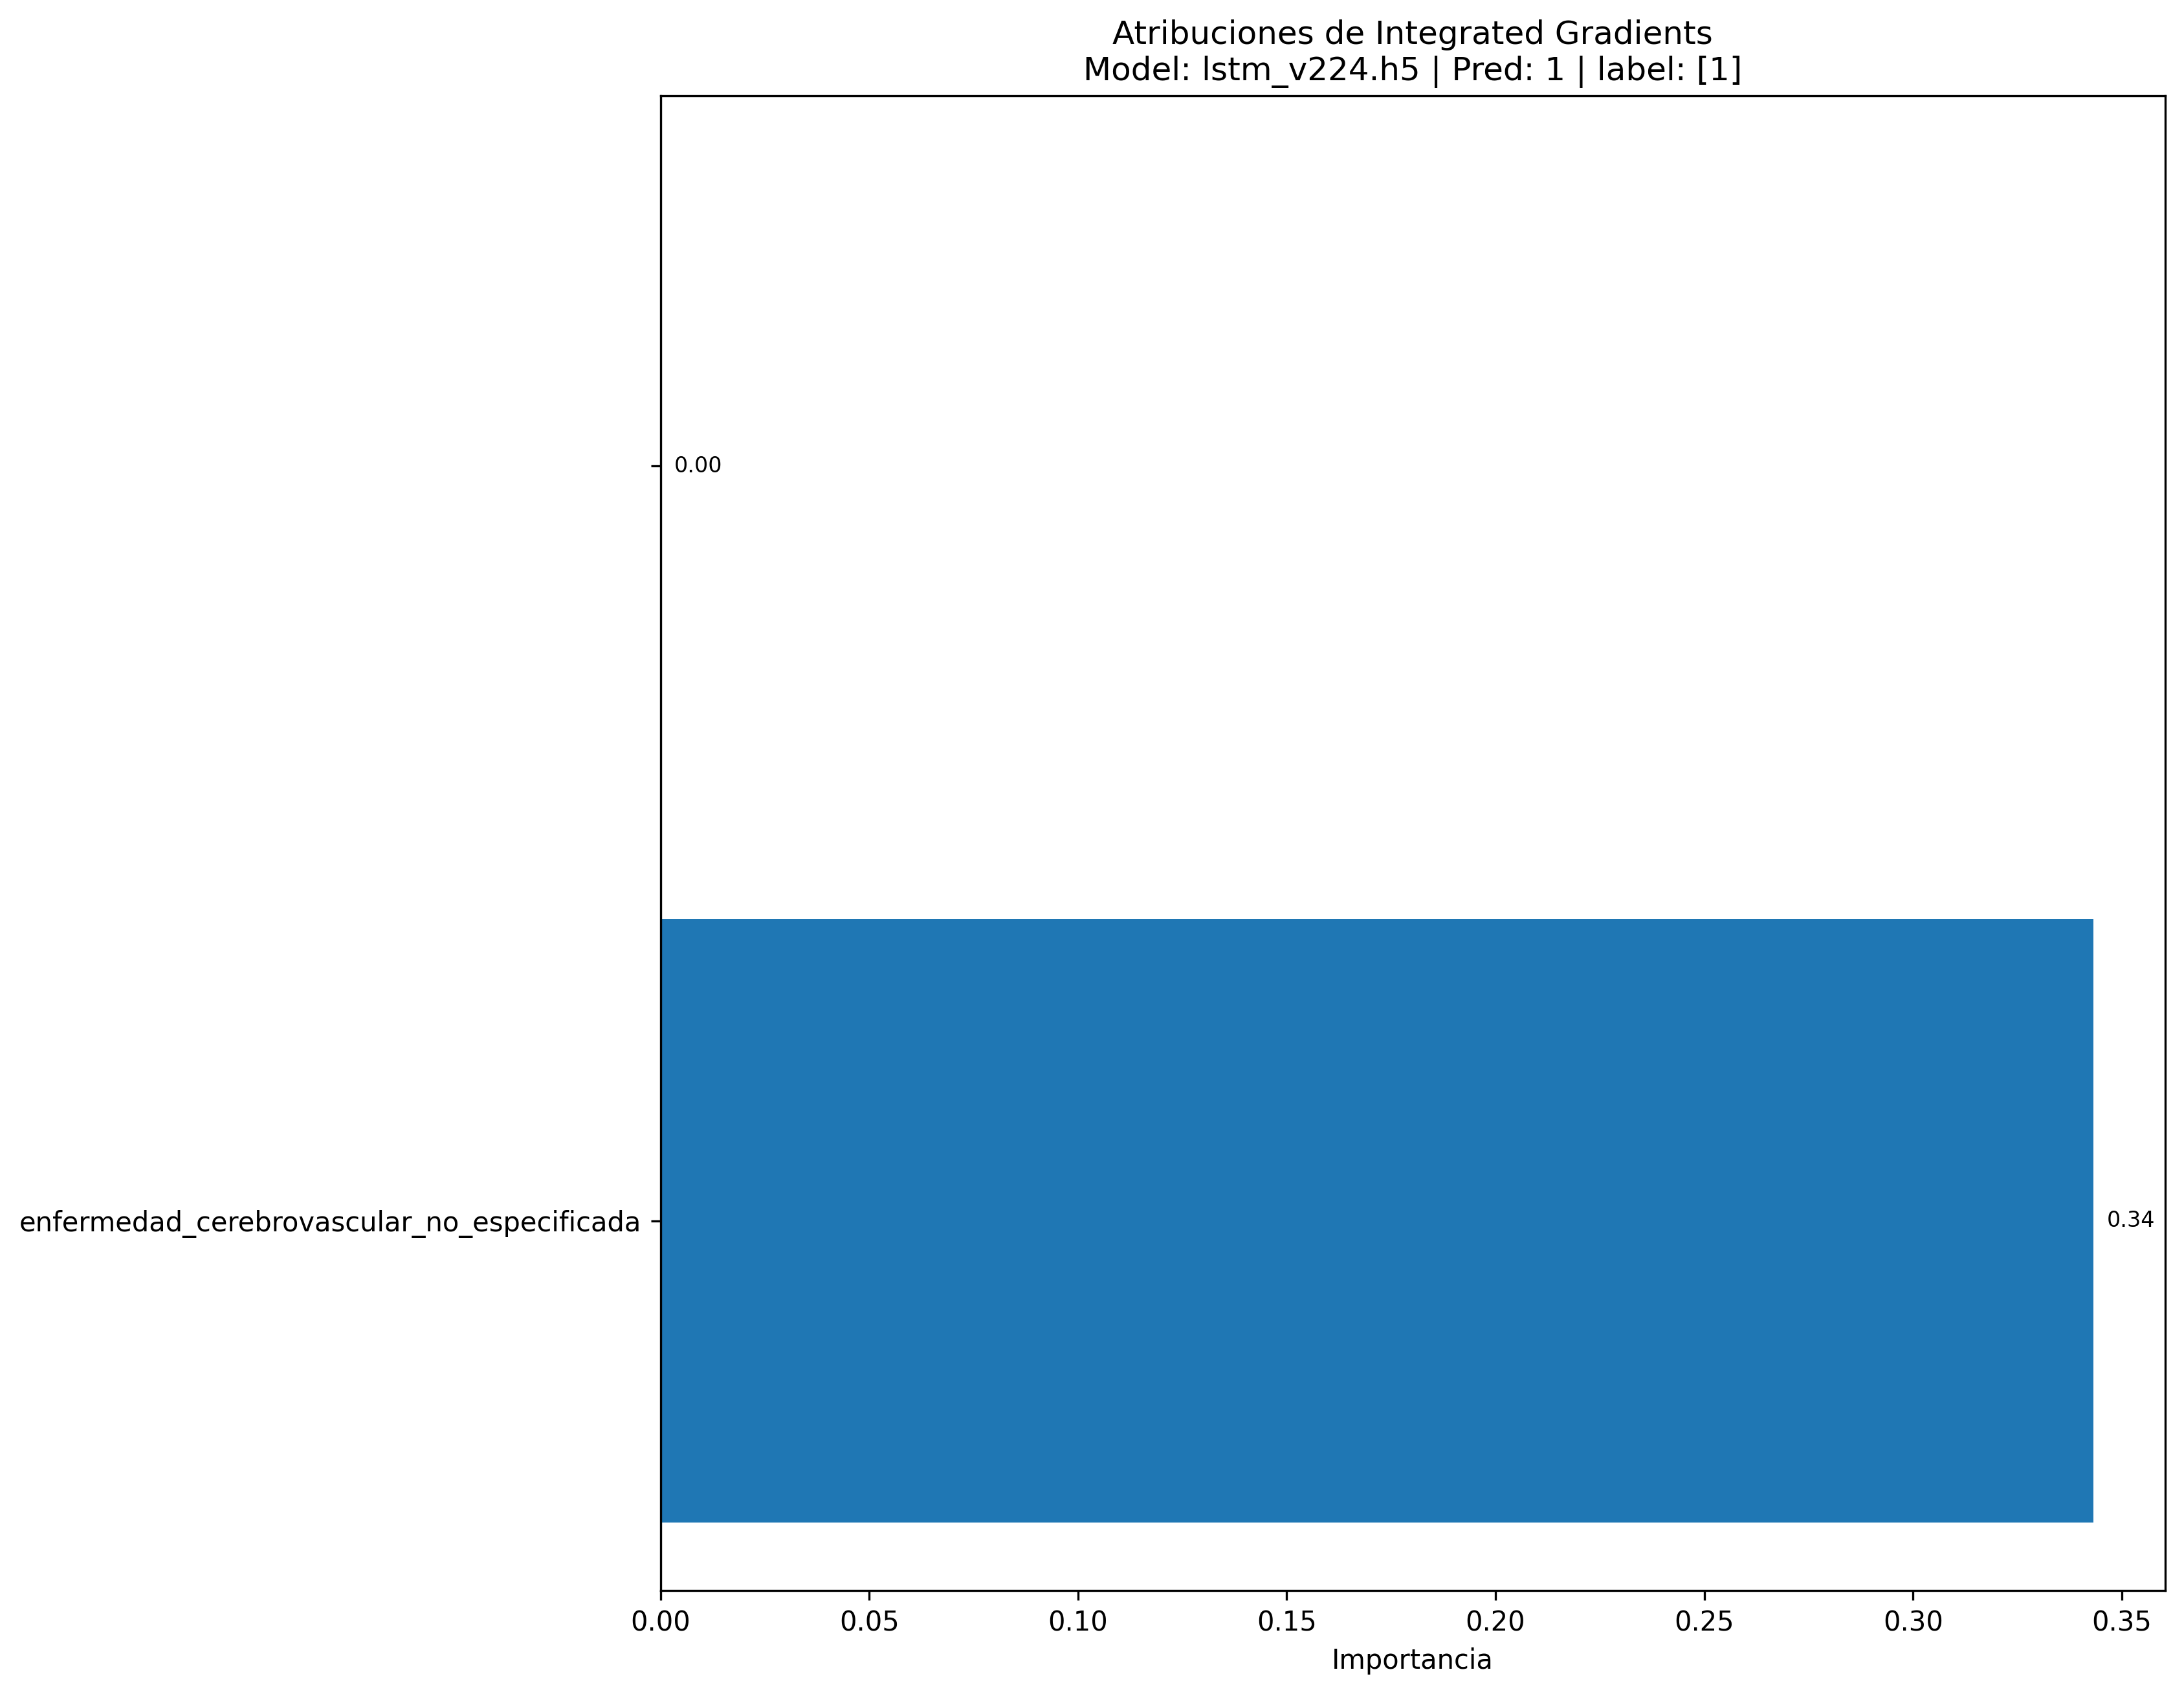 Atribuciones de Integrated Gradients
Model: lstm_v224.h5 | Pred: 1 | label: [1]
0.00
enfermedad_cerebrovascular_no_especificada
0.34
0.00 0.05 0.10 0.15 0.20 0.25 0.30 0.35
Importancia